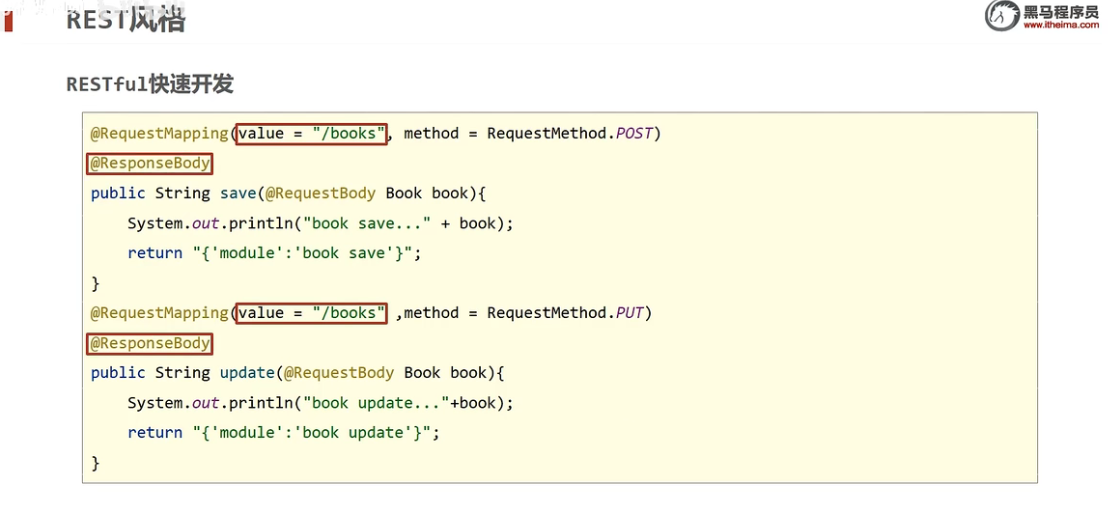 REST风格
黑马程序员
www.itheima.com
RESTful快速开发
@RequestMapping(value = "/books", method = RequestMethod.POST)
@ResponseBody
public String save(@RequestBody Book book){
    System.out.println("book save..." + book);
    return "{'module':'book save'}";
}
@RequestMapping(value = "/books" ,method = RequestMethod.PUT)
@ResponseBody
public String update(@RequestBody Book book){
    System.out.println("book update..."+book);
    return "{'module':'book update'}";
}